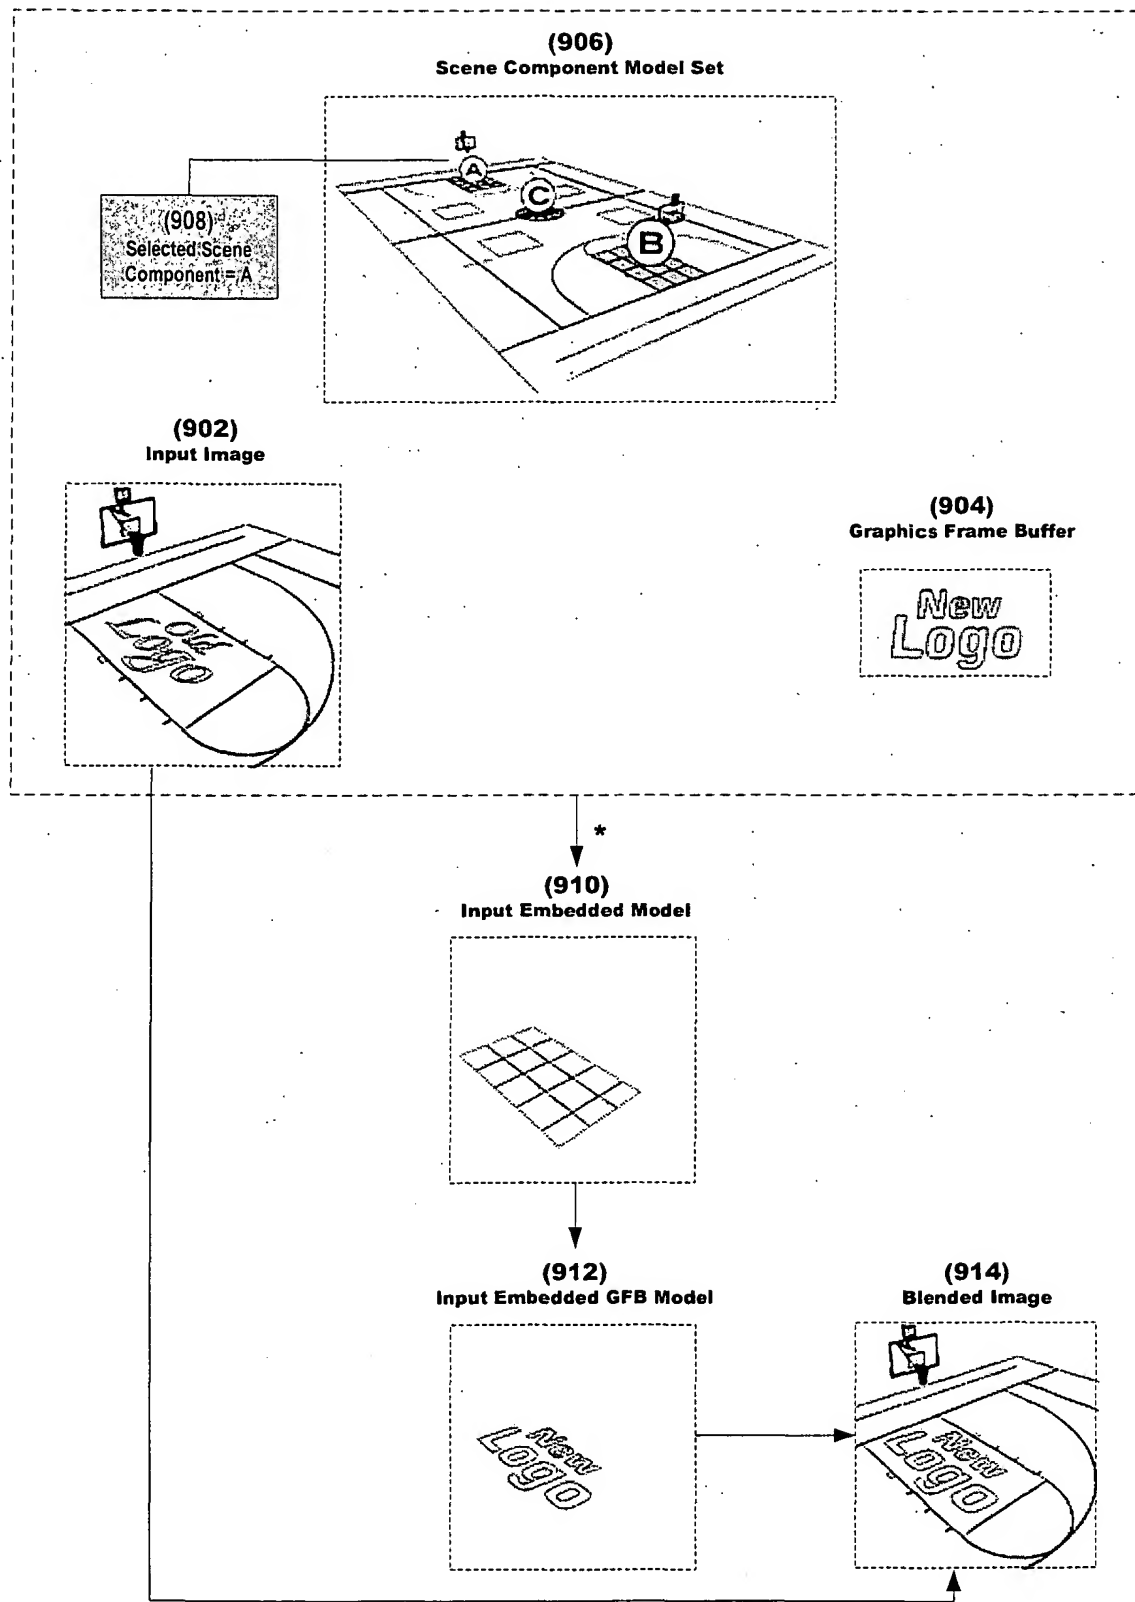 (906)
Scene Component Model Set
A
C
B
(908)
Selected Scene
Component = A
(902)
Input Image
Old
Logo
(904)
Graphics Frame Buffer
New
Logo
*
(910)
Input Embedded Model
(912)
Input Embedded GFB Model
New
Logo
(914)
Blended Image
New
Logo